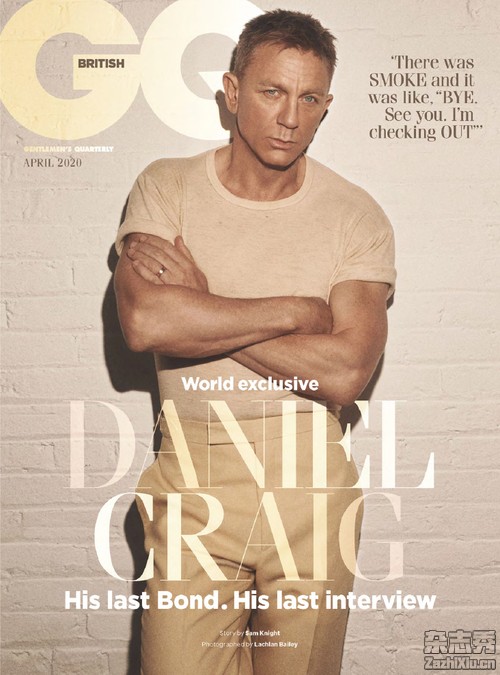 GQ
BRITISH
GENTLEMEN'S QUARTERLY
APRIL 2020
'There was
SMOKE and it
was like, "BYE.
See you. I'm
checking OUT"'
World exclusive
DANIEL
CRAIG
His last Bond. His last interview
Story by Sam Knight
Photographed by Lachlan Bailey
杂志秀
ZazhiXiu.cn